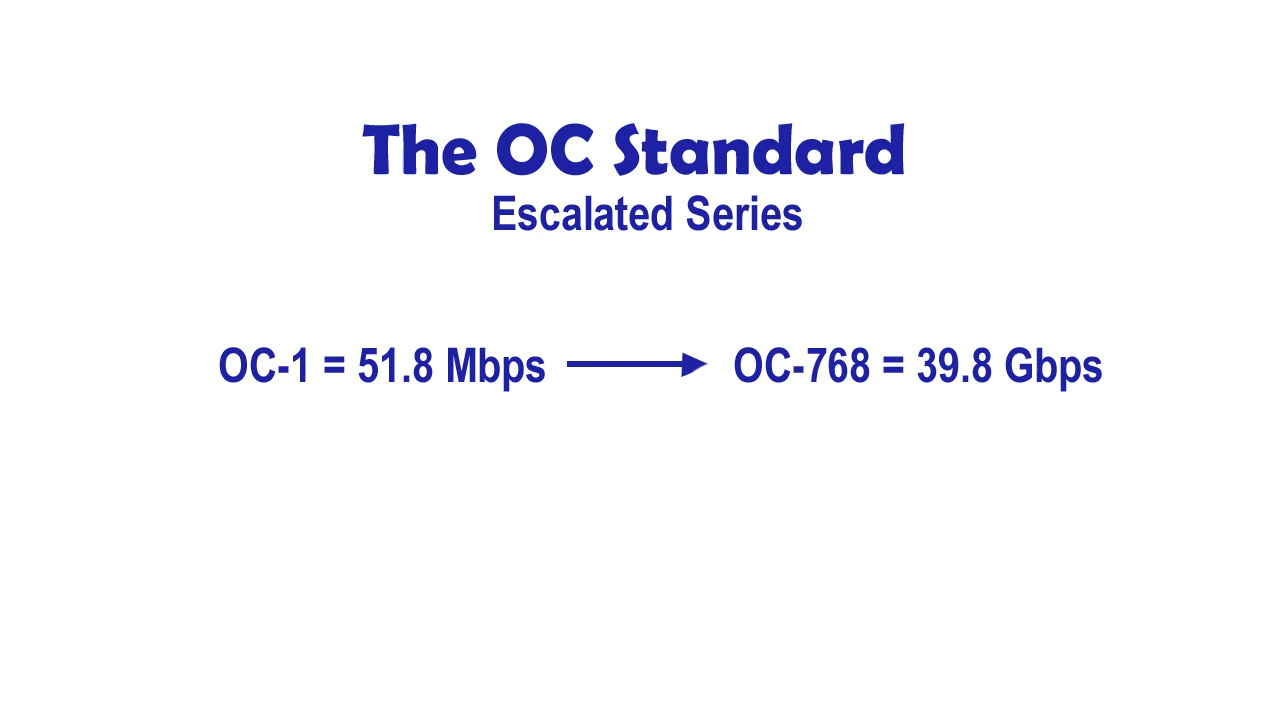 The OC Standard
Escalated Series
OC-1 = 51.8 Mbps OC-768 = 39.8 Gbps